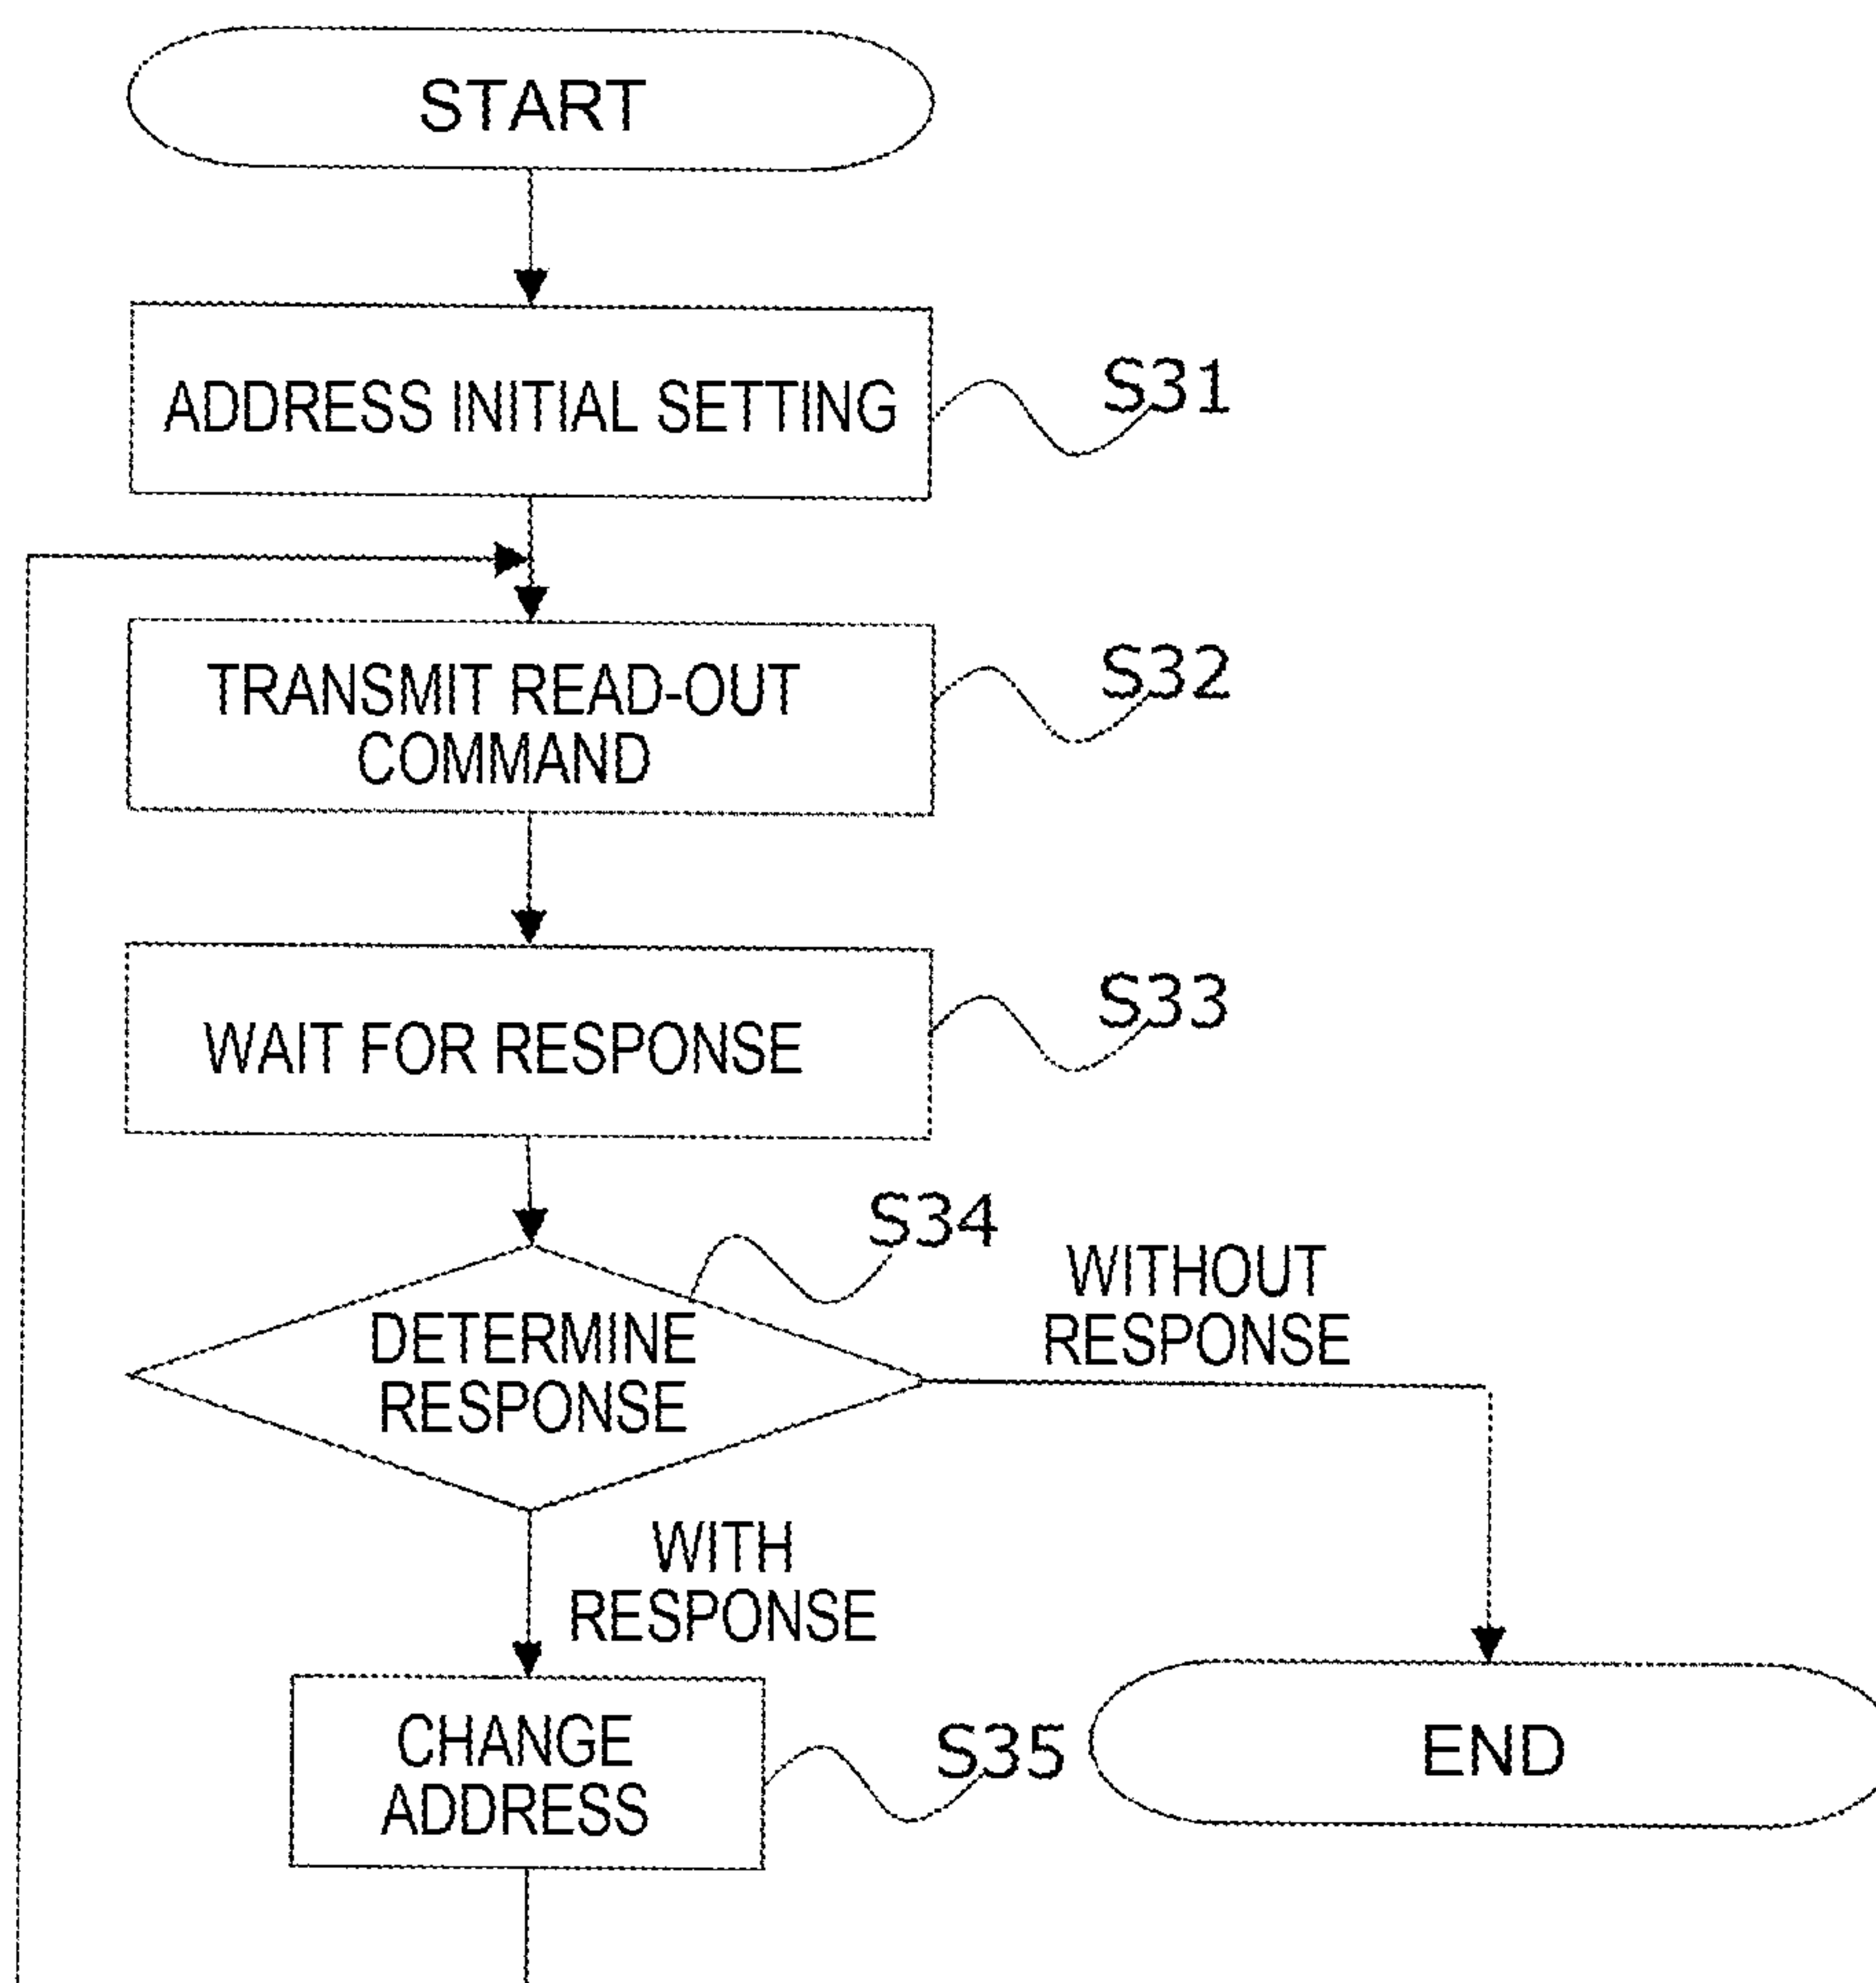 START
ADDRESS INITIAL SETTING
S31
TRANSMIT READ-OUT
COMMAND
S32
WAIT FOR RESPONSE
S33
S34
DETERMINE
RESPONSE
WITHOUT
RESPONSE
WITH
RESPONSE
CHANGE
ADDRESS
S35
END